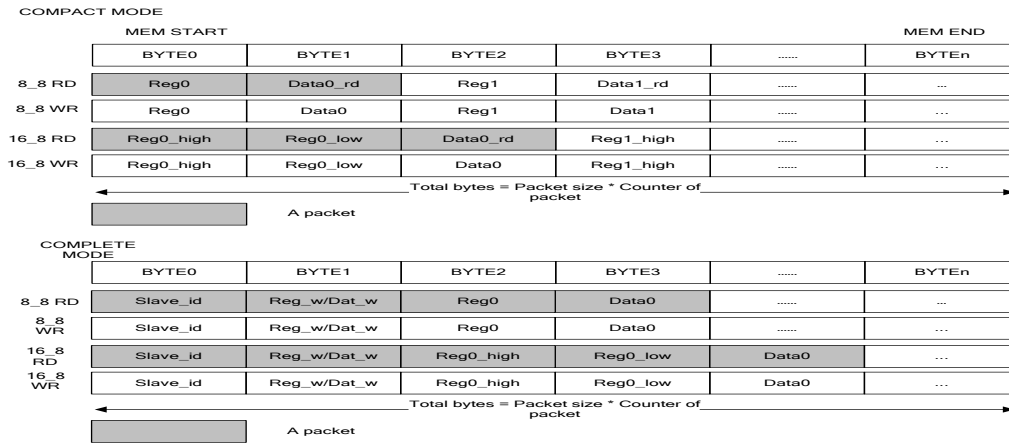 COMPACT MODE
MEM START MEM END
BYTE0 BYTE1 BYTE2 BYTE3 ...... BYTEn
8_8 RD Reg0 Data0_rd Reg1 Data1_rd ...... ...
8_8 WR Reg0 Data0 Reg1 Data1 ...... ...
16_8 RD Reg0_high Reg0_low Data0_rd Reg1_high ...... ...
16_8 WR Reg0_high Reg0_low Data0 Reg1_high ...... ...
Total bytes = Packet size * Counter of
packet
A packet
COMPLETE
MODE
BYTE0 BYTE1 BYTE2 BYTE3 ...... BYTEn
8_8 RD Slave_id Reg_w/Dat_w Reg0 Data0 ...... ...
8_8
WR Slave_id Reg_w/Dat_w Reg0 Data0 ...... ...
16_8
RD Slave_id Reg_w/Dat_w Reg0_high Reg0_low Data0 ...
16_8
WR Slave_id Reg_w/Dat_w Reg0_high Reg0_low Data0 ...
Total bytes = Packet size * Counter of
packet
A packet